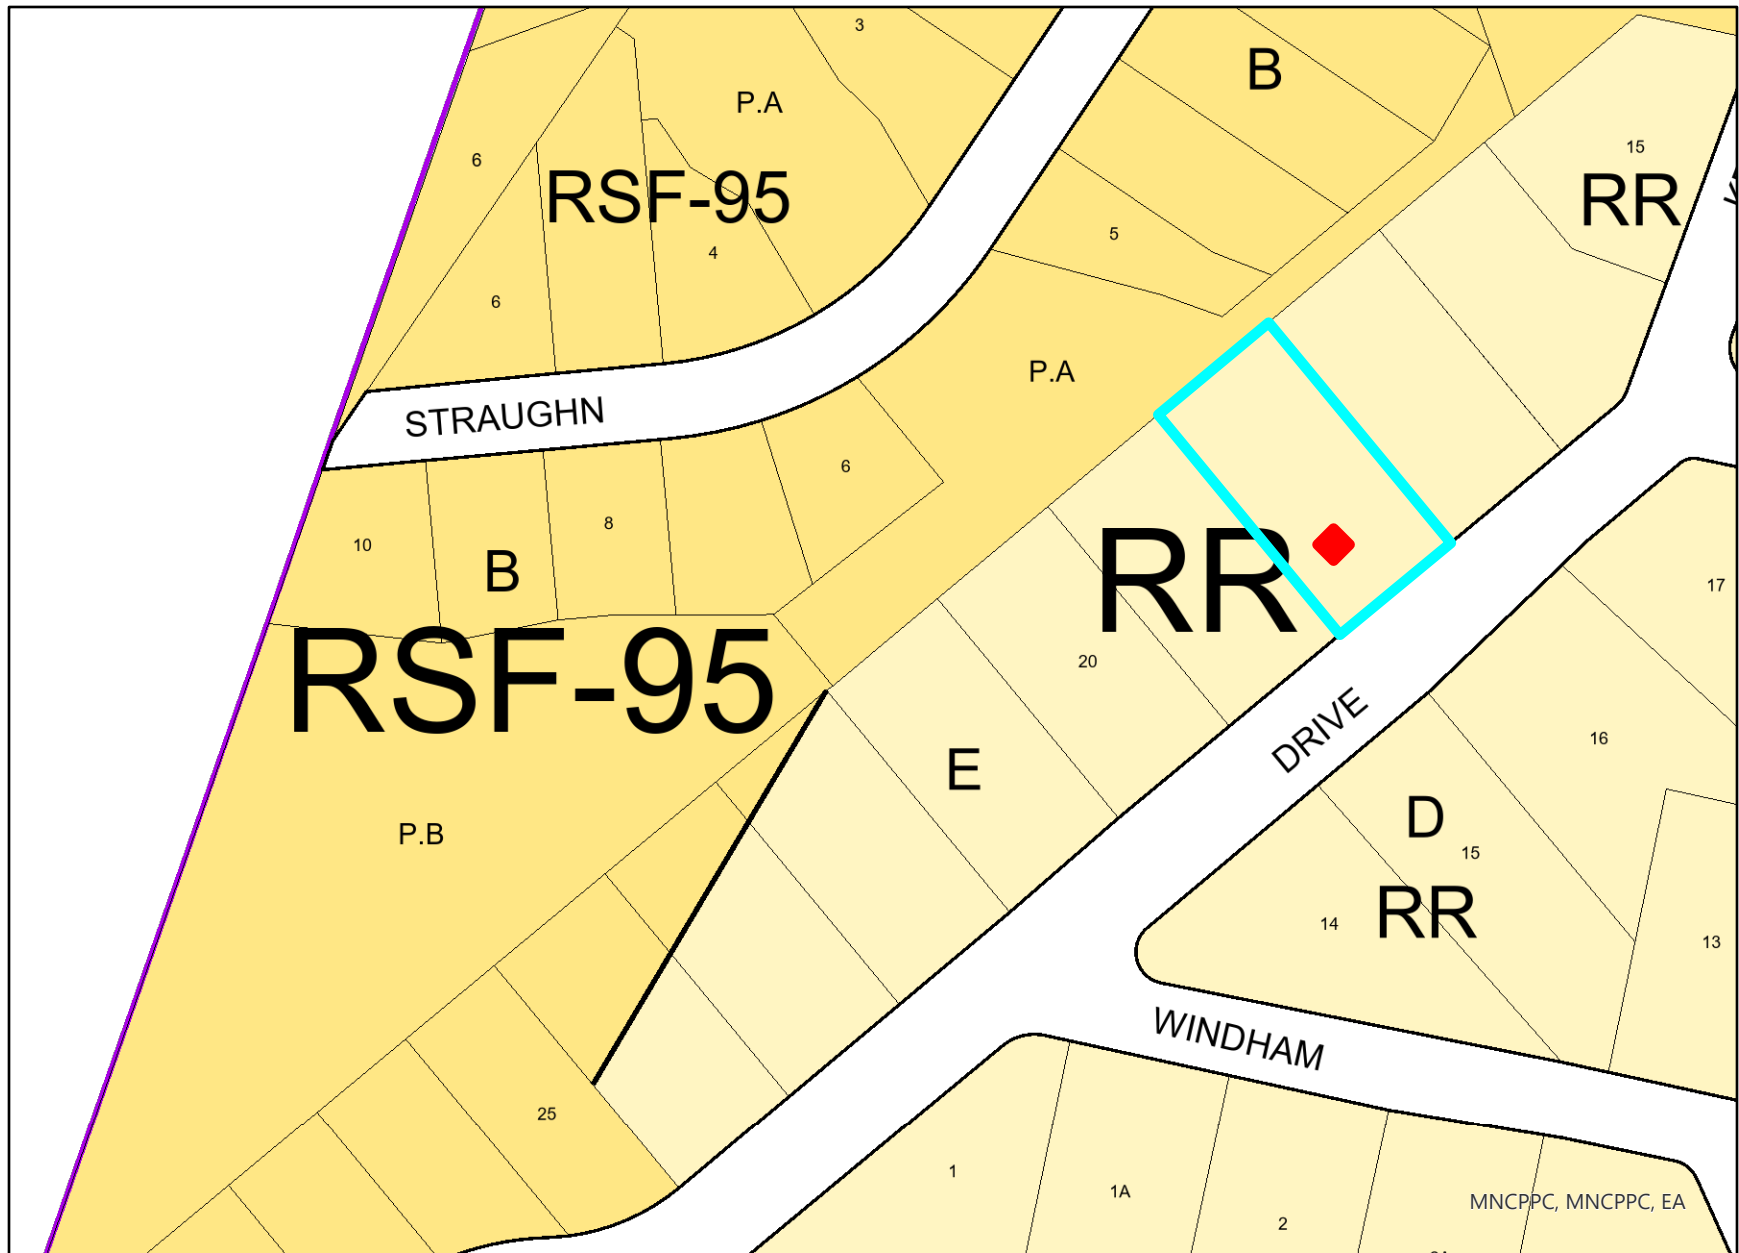 3
B
P.A
15
6
RSF-95
RR
5
4
6
P.A
STRAUGHN
6
8
10
B
RR
17
20
RSF-95
DRIVE
16
E
D
P.B
15
RR
14
13
WINDHAM
25
1
1A
MNCPPC, MNCPPC, EA
2